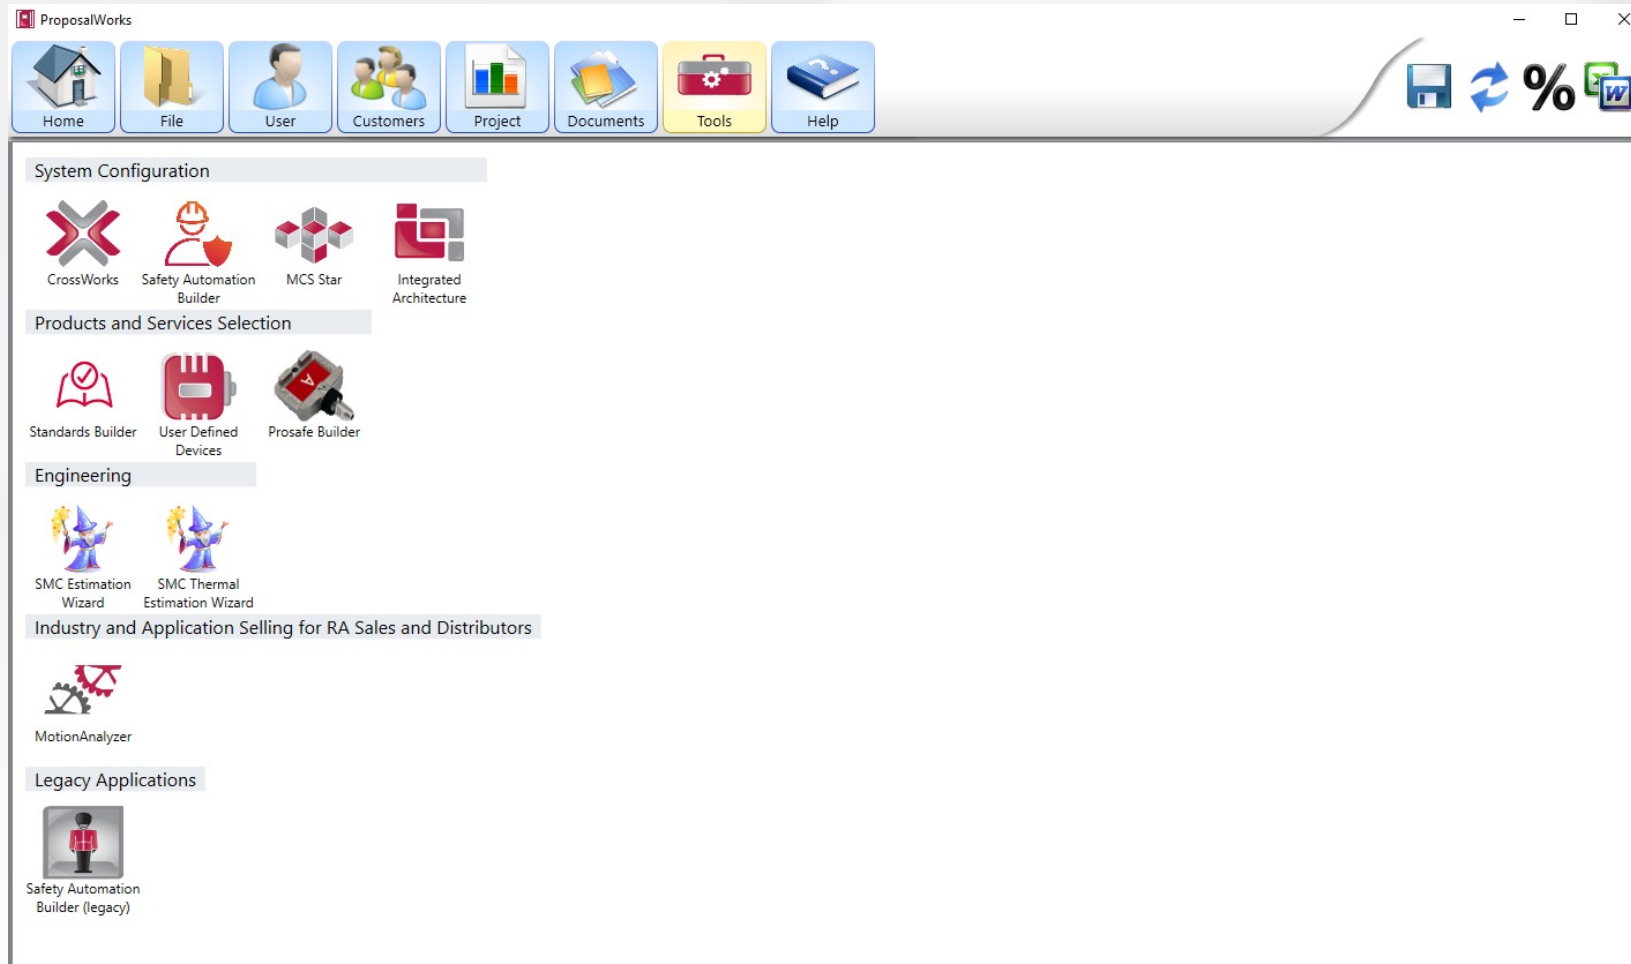 ProposalWorks
Home File User Customers Project Documents Tools Help
%
W
System Configuration
CrossWorks
Safety Automation
Builder
MCS Star
Integrated
Architecture
Products and Services Selection
Standards Builder
User Defined
Devices
Prosafe Builder
A
Engineering
SMC Estimation
Wizard
SMC Thermal
Estimation Wizard
Industry and Application Selling for RA Sales and Distributors
MotionAnalyzer
Legacy Applications
Safety Automation
Builder (legacy)